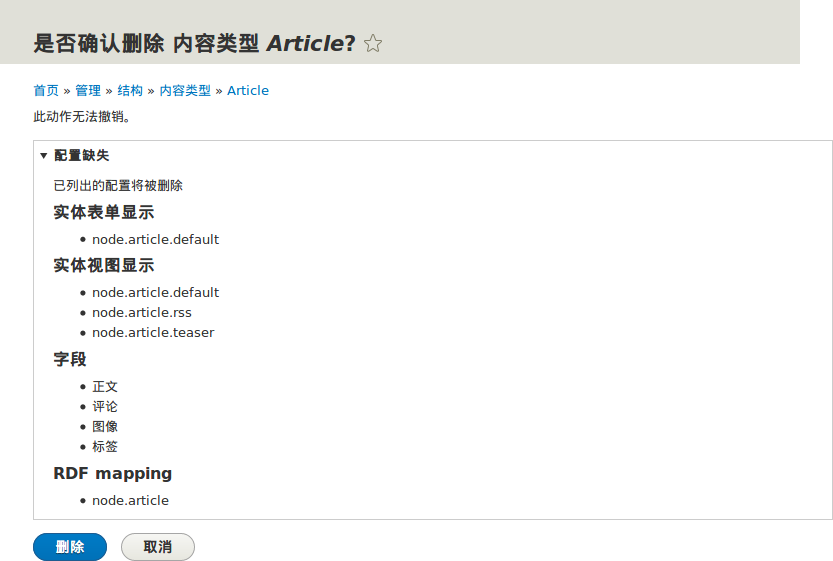 是否确认删除 内容类型 Article?
首页 » 管理 » 结构 » 内容类型 » Article
此动作无法撤销。
配置缺失
已列出的配置将被删除
实体表单显示
node.article.default
实体视图显示
node.article.default
node.article.rss
node.article.teaser
字段
正文
评论
图像
标签
RDF mapping
node.article
删除 取消